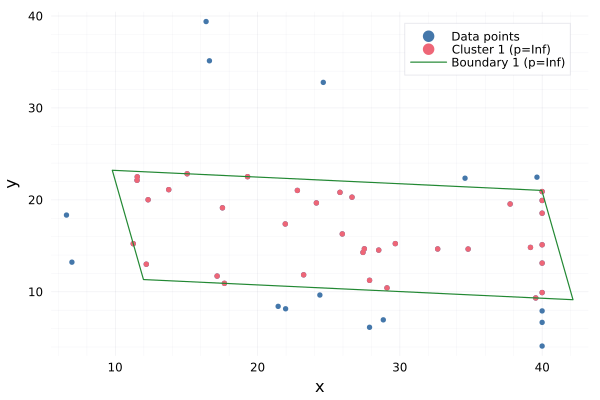 40
30
20
10
y
10 20 30 40
x
Data points
Cluster 1 (p=Inf)
Boundary 1 (p=Inf)